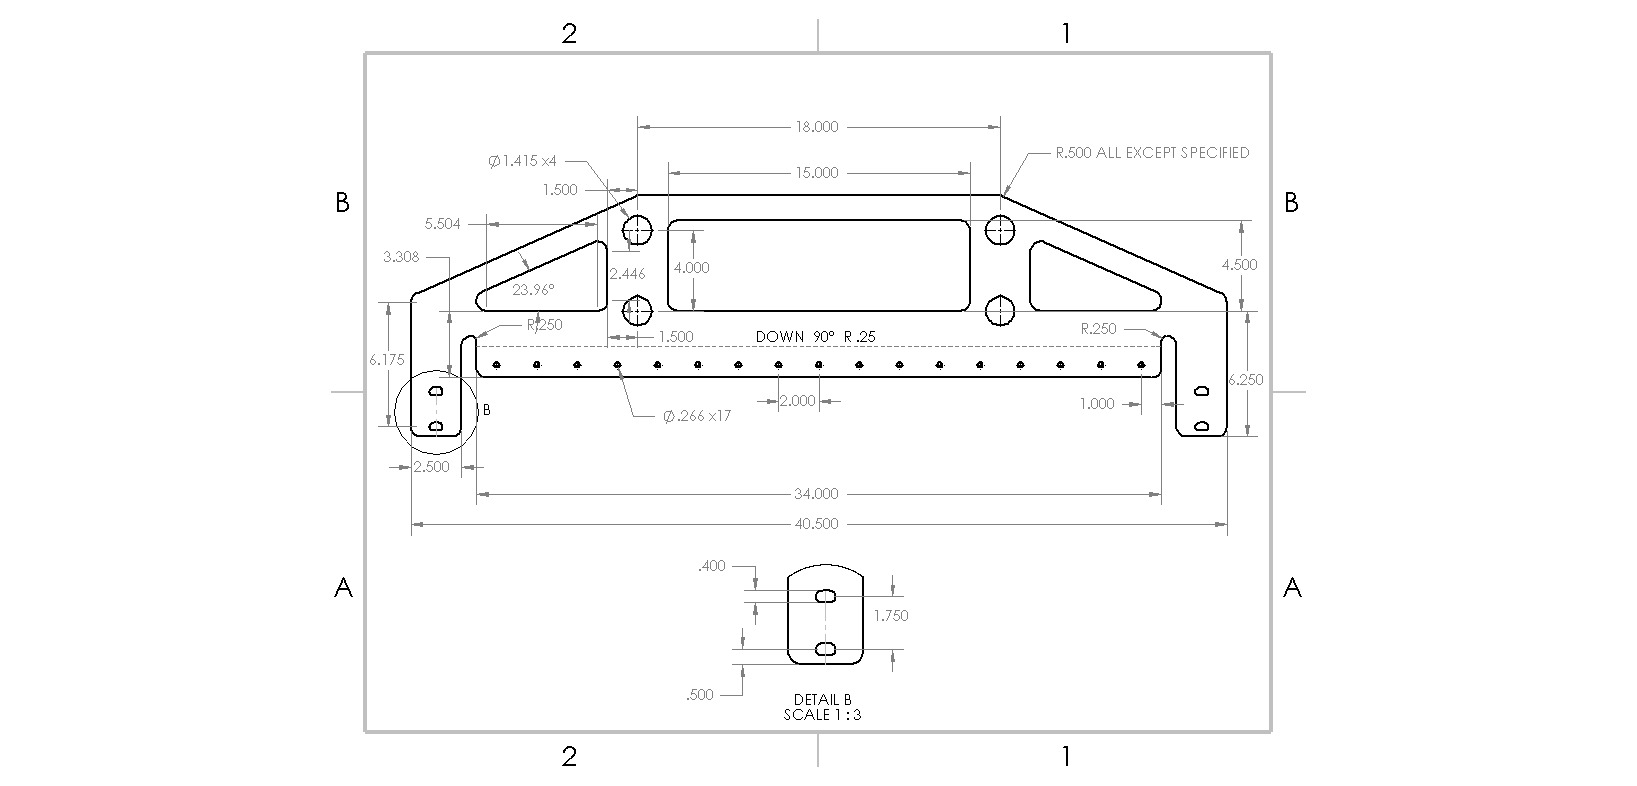 2 1
18.000
R.500 ALL EXCEPT SPECIFIED
Ø1.415 x4
15.000
1.500
B B
5.504
3.308
4.500
4.000
2.446
23.96°
R.250
R.250
DOWN 90° R .25
1.500
6.175
6.250
2.000
1.000
B
Ø.266 x17
2.500
34.000
40.500
.400
A A
1.750
.500
DETAIL B
SCALE 1 : 3
2 1